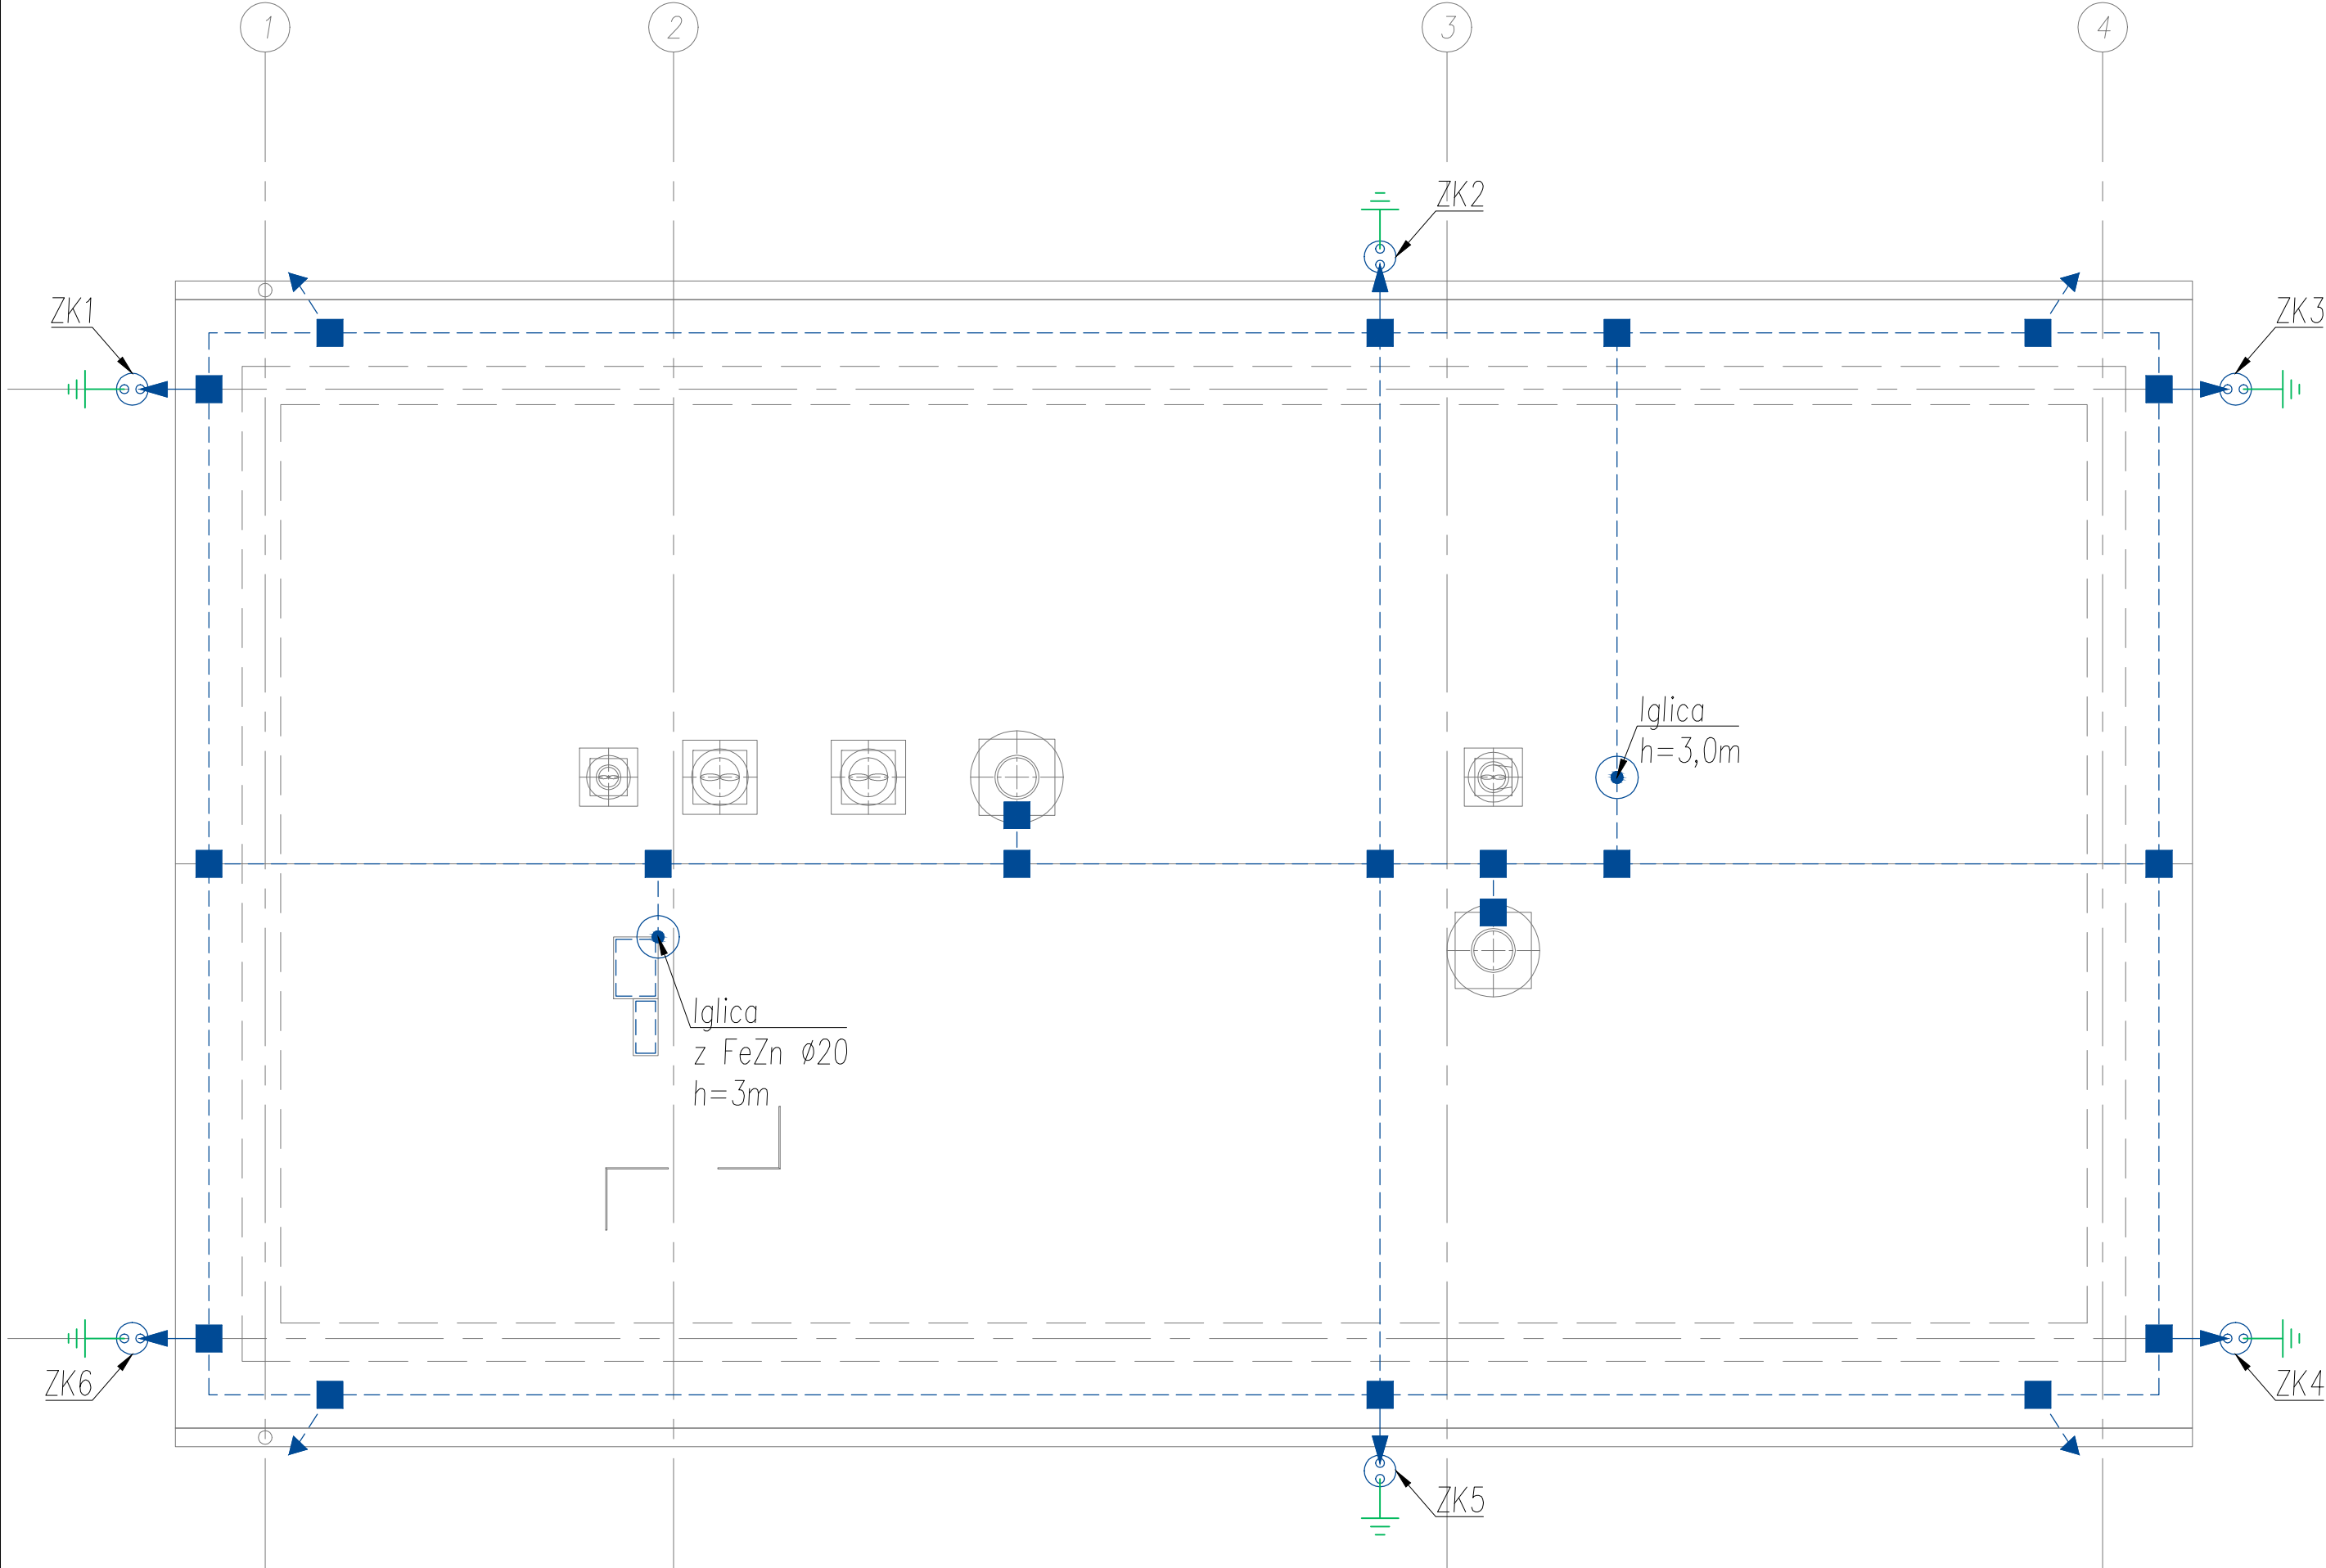 1
2
3
4
ZK2
ZK1
ZK3
Iglica
h=3,0m
Iglica
z FeZn ø20
h=3m
ZK6
ZK4
ZK5